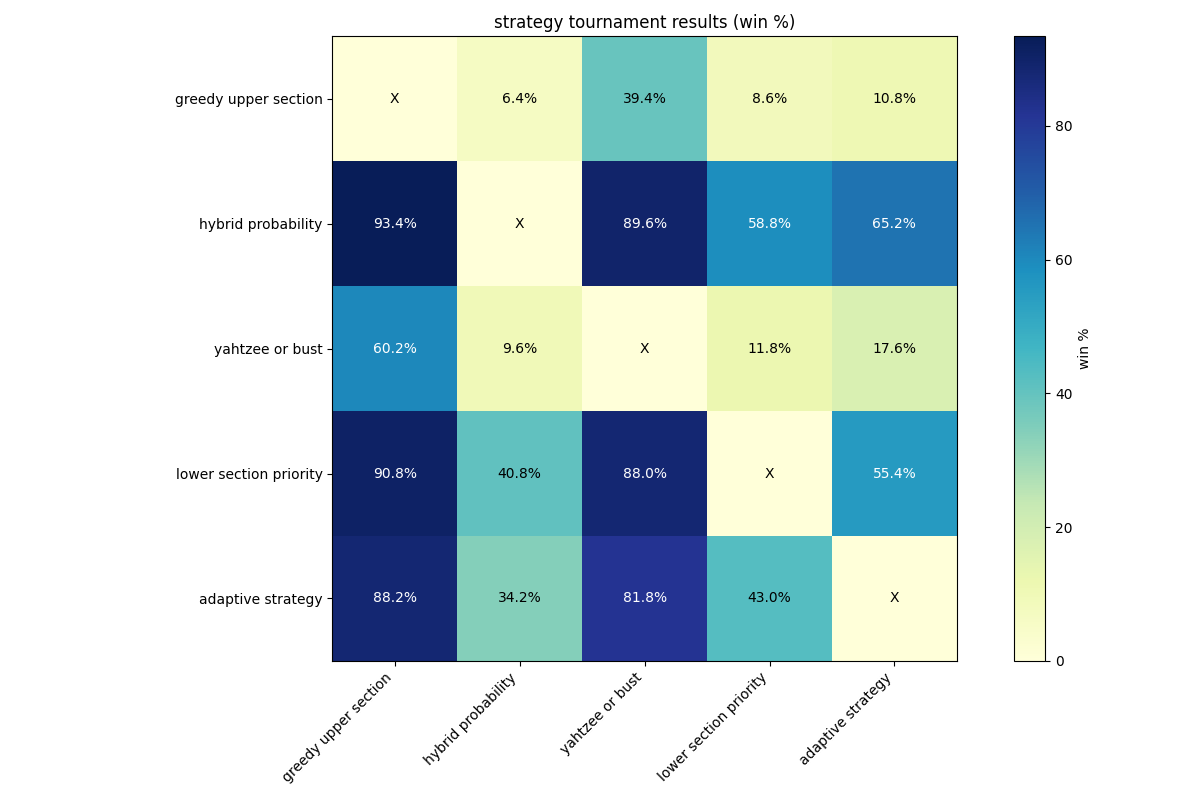 strategy tournament results (win %)
greedy upper section X 6.4% 39.4% 8.6% 10.8%
hybrid probability 93.4% X 89.6% 58.8% 65.2%
yahtzee or bust 60.2% 9.6% X 11.8% 17.6%
lower section priority 90.8% 40.8% 88.0% X 55.4%
adaptive strategy 88.2% 34.2% 81.8% 43.0% X
greedy upper section
hybrid probability
yahtzee or bust
lower section priority
adaptive strategy
80
60
40
20
0
win %